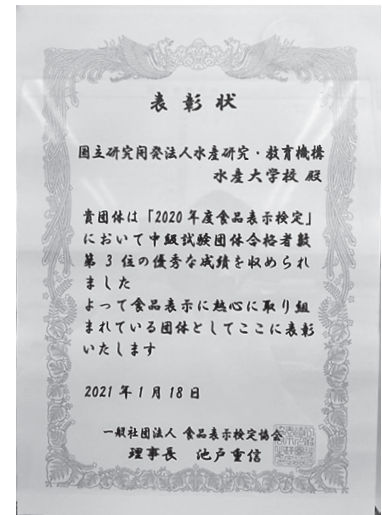 表彰状
国立研究開発法人水産研究・教育機構
水産大学校 殿
貴団体は「2020年度食品表示検定」
において中級試験団体合格者数
第3位の優秀な成績を収められ
ました
よって食品表示に熱心に取り組
まれている団体としてここに表彰
いたします
2021年1月18日
一般社団法人 食品表示検定協会
理事長 池戸重信